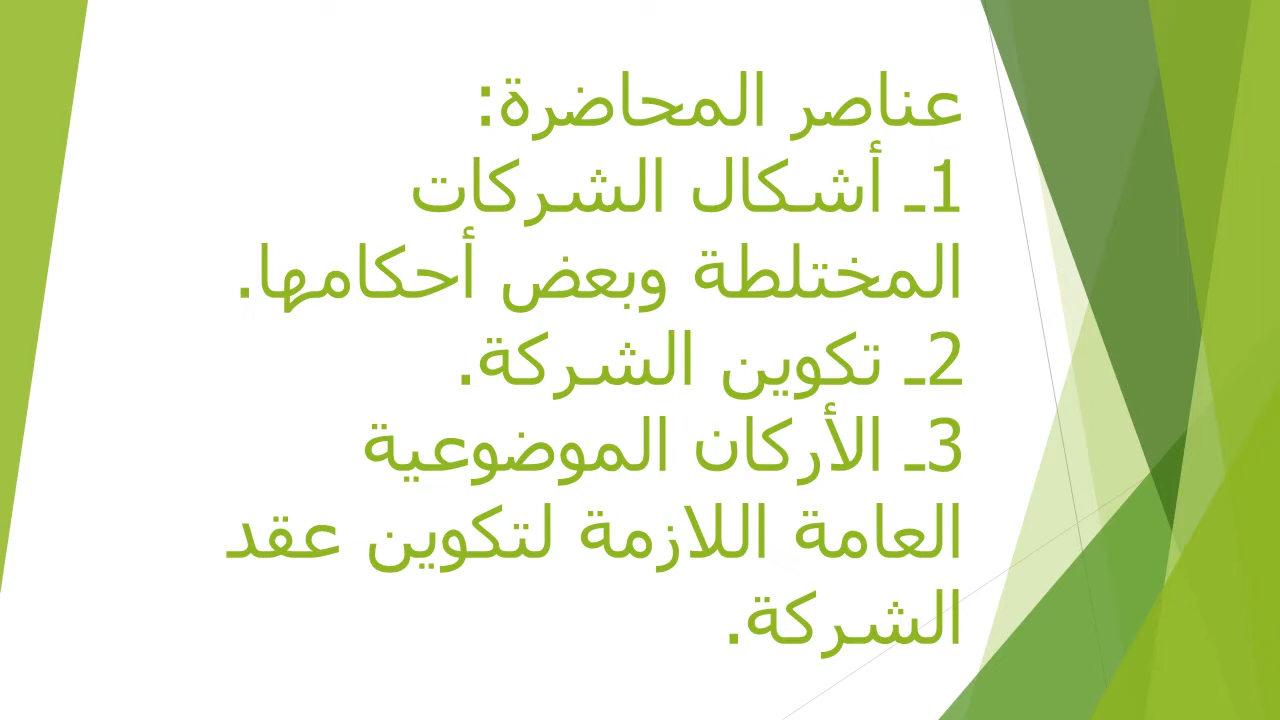 عناصر المحاضرة:
1ـ أشكال الشركات
المختلطة وبعض أحكامها.
2ـ تكوين الشركة.
3ـ الأركان الموضوعية
العامة اللازمة لتكوين عقد
الشركة.